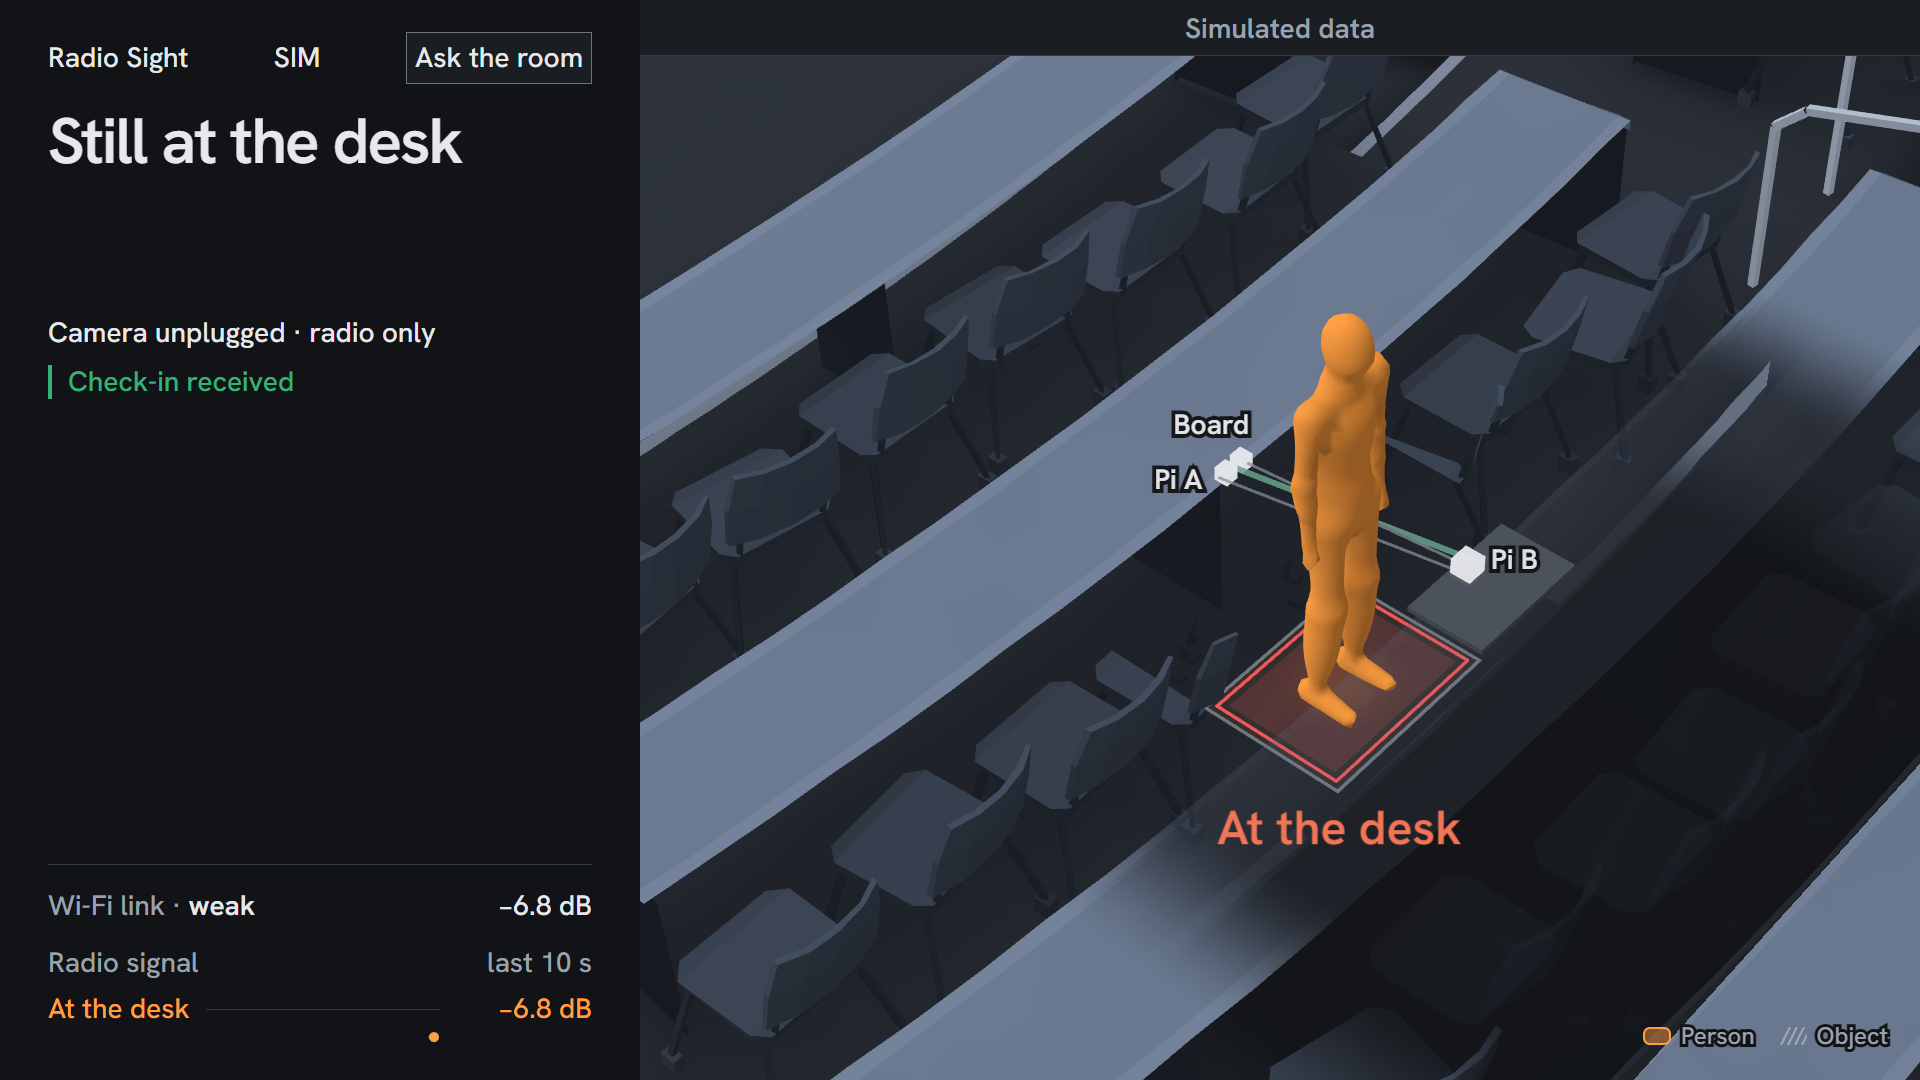 Radio Sight
SIM
Ask the room
Still at the desk
Camera unplugged · radio only
Check-in received
Wi-Fi link · weak
−6.8 dB
Radio signal
last 10 s
At the desk
−6.8 dB
Simulated data
Board
Pi A
Pi B
At the desk
Person
Object